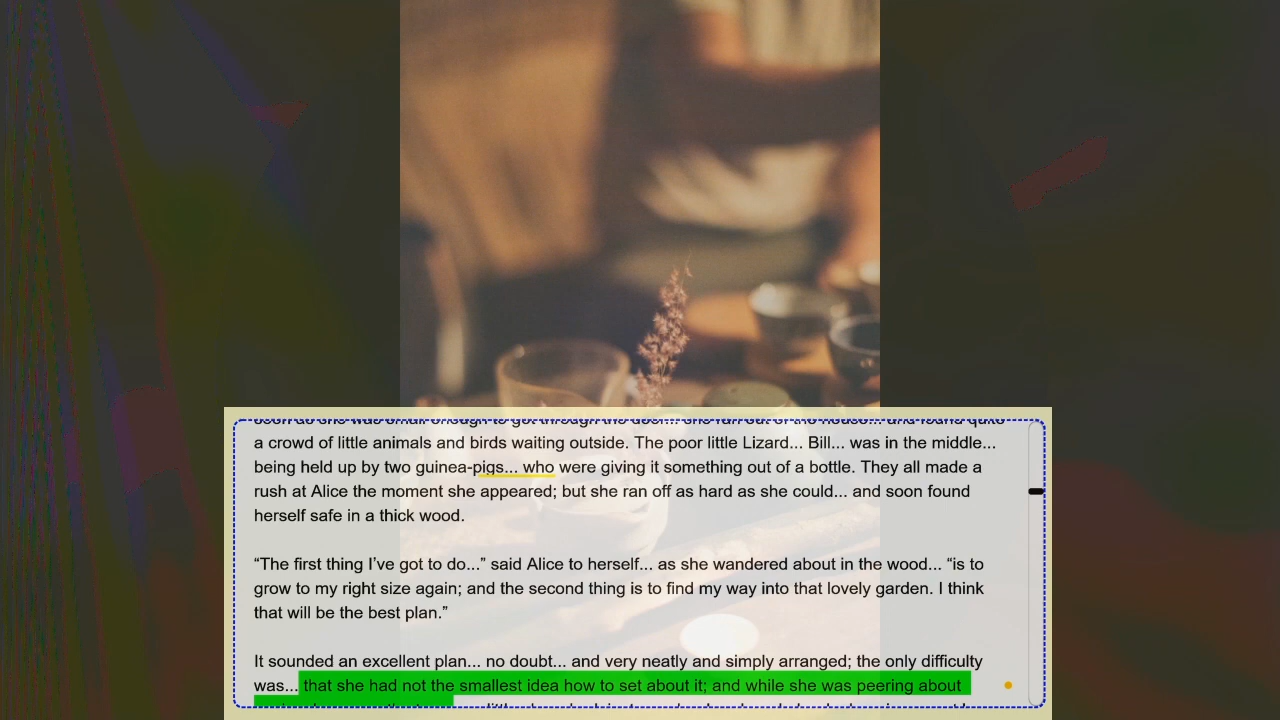 a crowd of little animals and birds waiting outside. The poor little Lizard... Bill... was in the middle...
being held up by two guinea-pigs... who were giving it something out of a bottle. They all made a
rush at Alice the moment she appeared; but she ran off as hard as she could... and soon found
herself safe in a thick wood.
“The first thing I’ve got to do...” said Alice to herself... as she wandered about in the wood... “is to
grow to my right size again; and the second thing is to find my way into that lovely garden. I think
that will be the best plan.”
It sounded an excellent plan... no doubt... and very neatly and simply arranged; the only difficulty
was... that she had not the smallest idea how to set about it; and while she was peering about